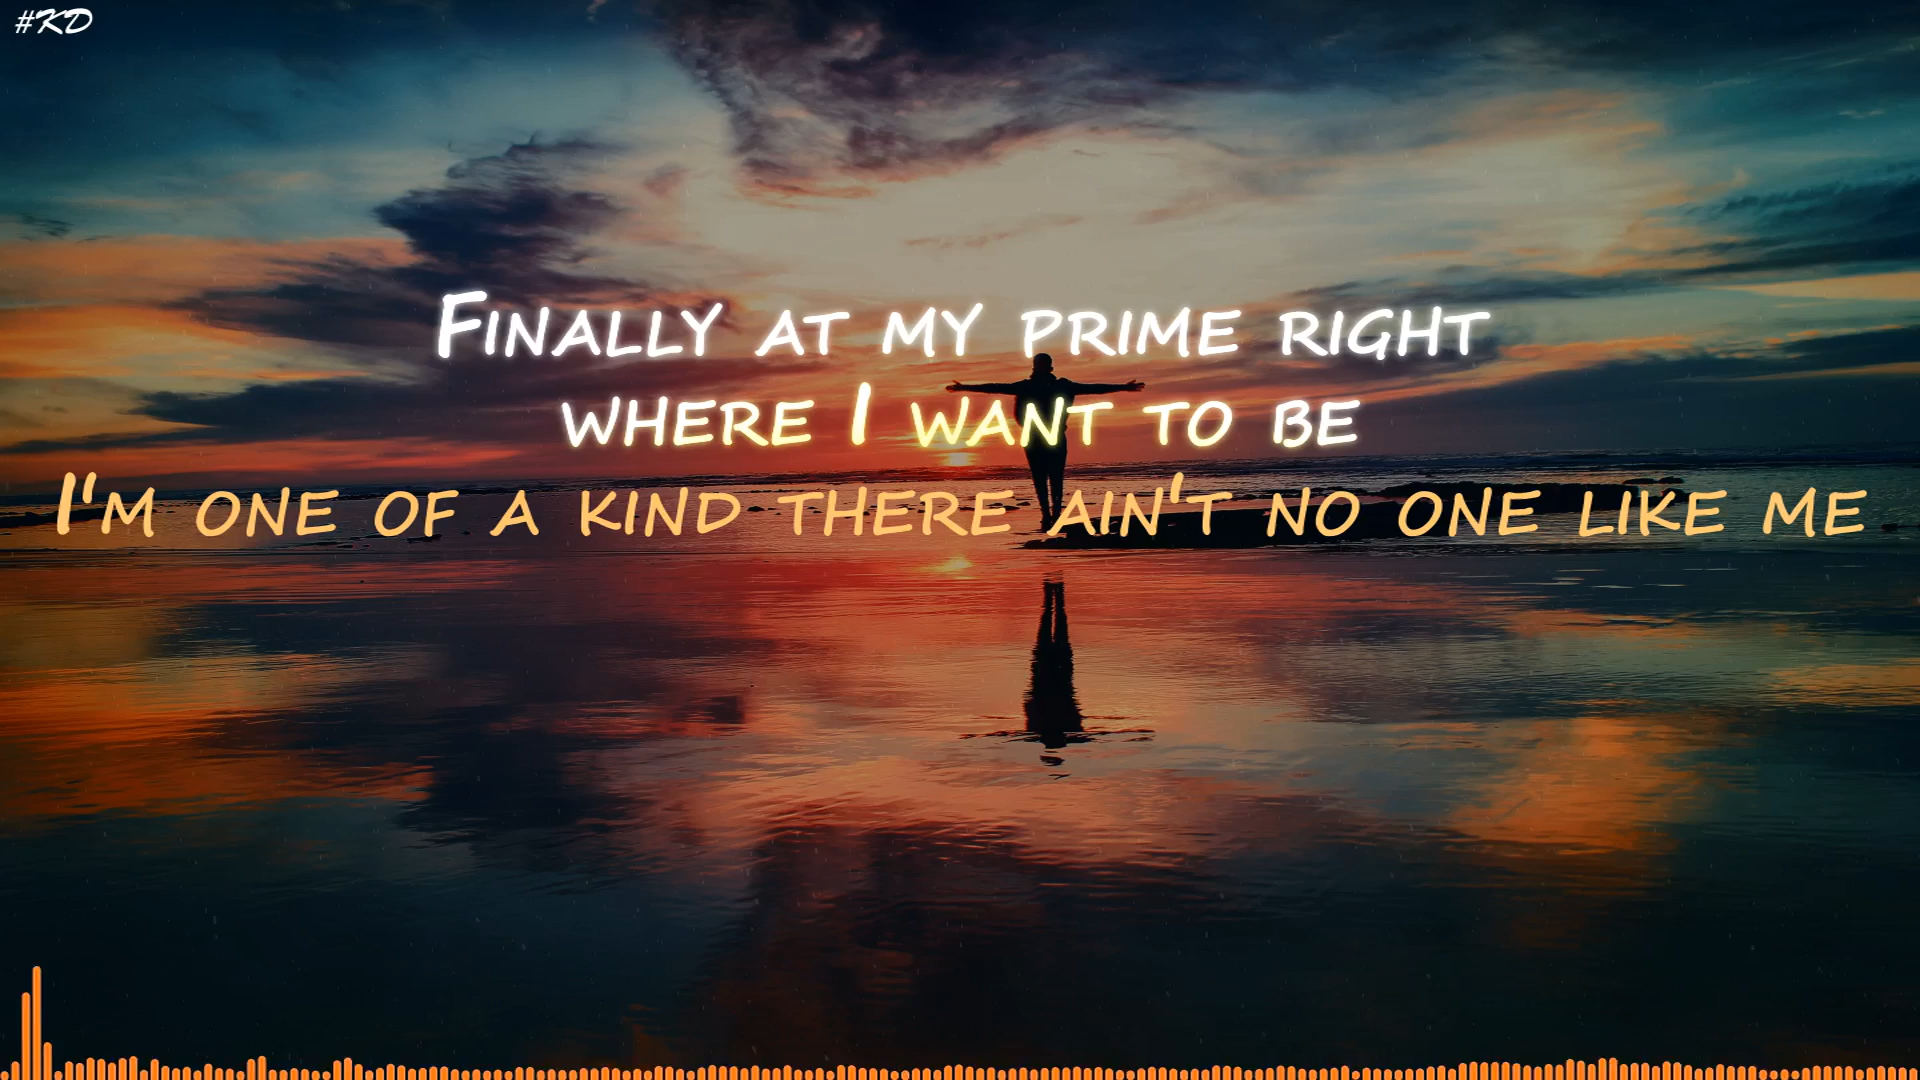 #KD
Finally at my prime right
where I want to be
I'm one of a kind there ain't no one like me